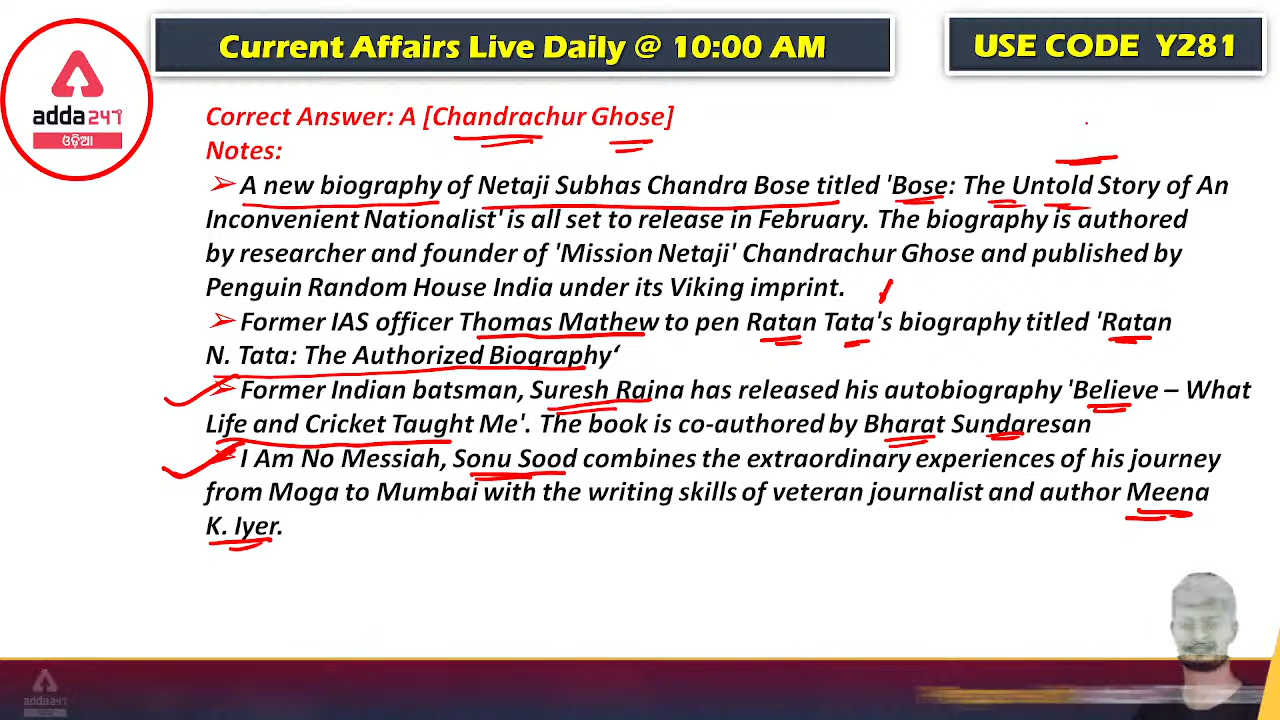 Current Affairs Live Daily @ 10:00 AM
USE CODE Y281
adda247
ଓଡ଼ିଆ
Correct Answer: A [Chandrachur Ghose]
Notes:
➢ A new biography of Netaji Subhas Chandra Bose titled 'Bose: The Untold Story of An
Inconvenient Nationalist' is all set to release in February. The biography is authored
by researcher and founder of 'Mission Netaji' Chandrachur Ghose and published by
Penguin Random House India under its Viking imprint.
➢ Former IAS officer Thomas Mathew to pen Ratan Tata's biography titled 'Ratan
N. Tata: The Authorized Biography‘
➢ Former Indian batsman, Suresh Raina has released his autobiography 'Believe – What
Life and Cricket Taught Me'. The book is co-authored by Bharat Sundaresan
➢ I Am No Messiah, Sonu Sood combines the extraordinary experiences of his journey
from Moga to Mumbai with the writing skills of veteran journalist and author Meena
K. Iyer.
adda247